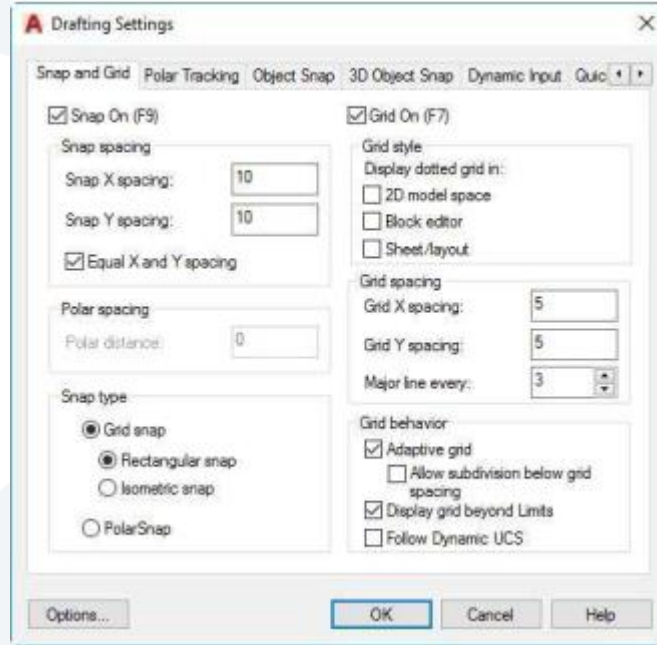 Drafting Settings
Snap and Grid Polar Tracking Object Snap 3D Object Snap Dynamic Input Quic
Snap On (F9)
Snap spacing
Snap X spacing: 10
Snap Y spacing: 10
Equal X and Y spacing
Polar spacing
Polar distance: 0
Snap type
Grid snap
Rectangular snap
Isometric snap
PolarSnap
Grid On (F7)
Grid style
Display dotted grid in:
2D model space
Block editor
Sheet/layout
Grid spacing
Grid X spacing: 5
Grid Y spacing: 5
Major line every: 3
Grid behavior
Adaptive grid
Allow subdivision below grid
spacing
Display grid beyond Limits
Follow Dynamic UCS
Options... OK Cancel Help